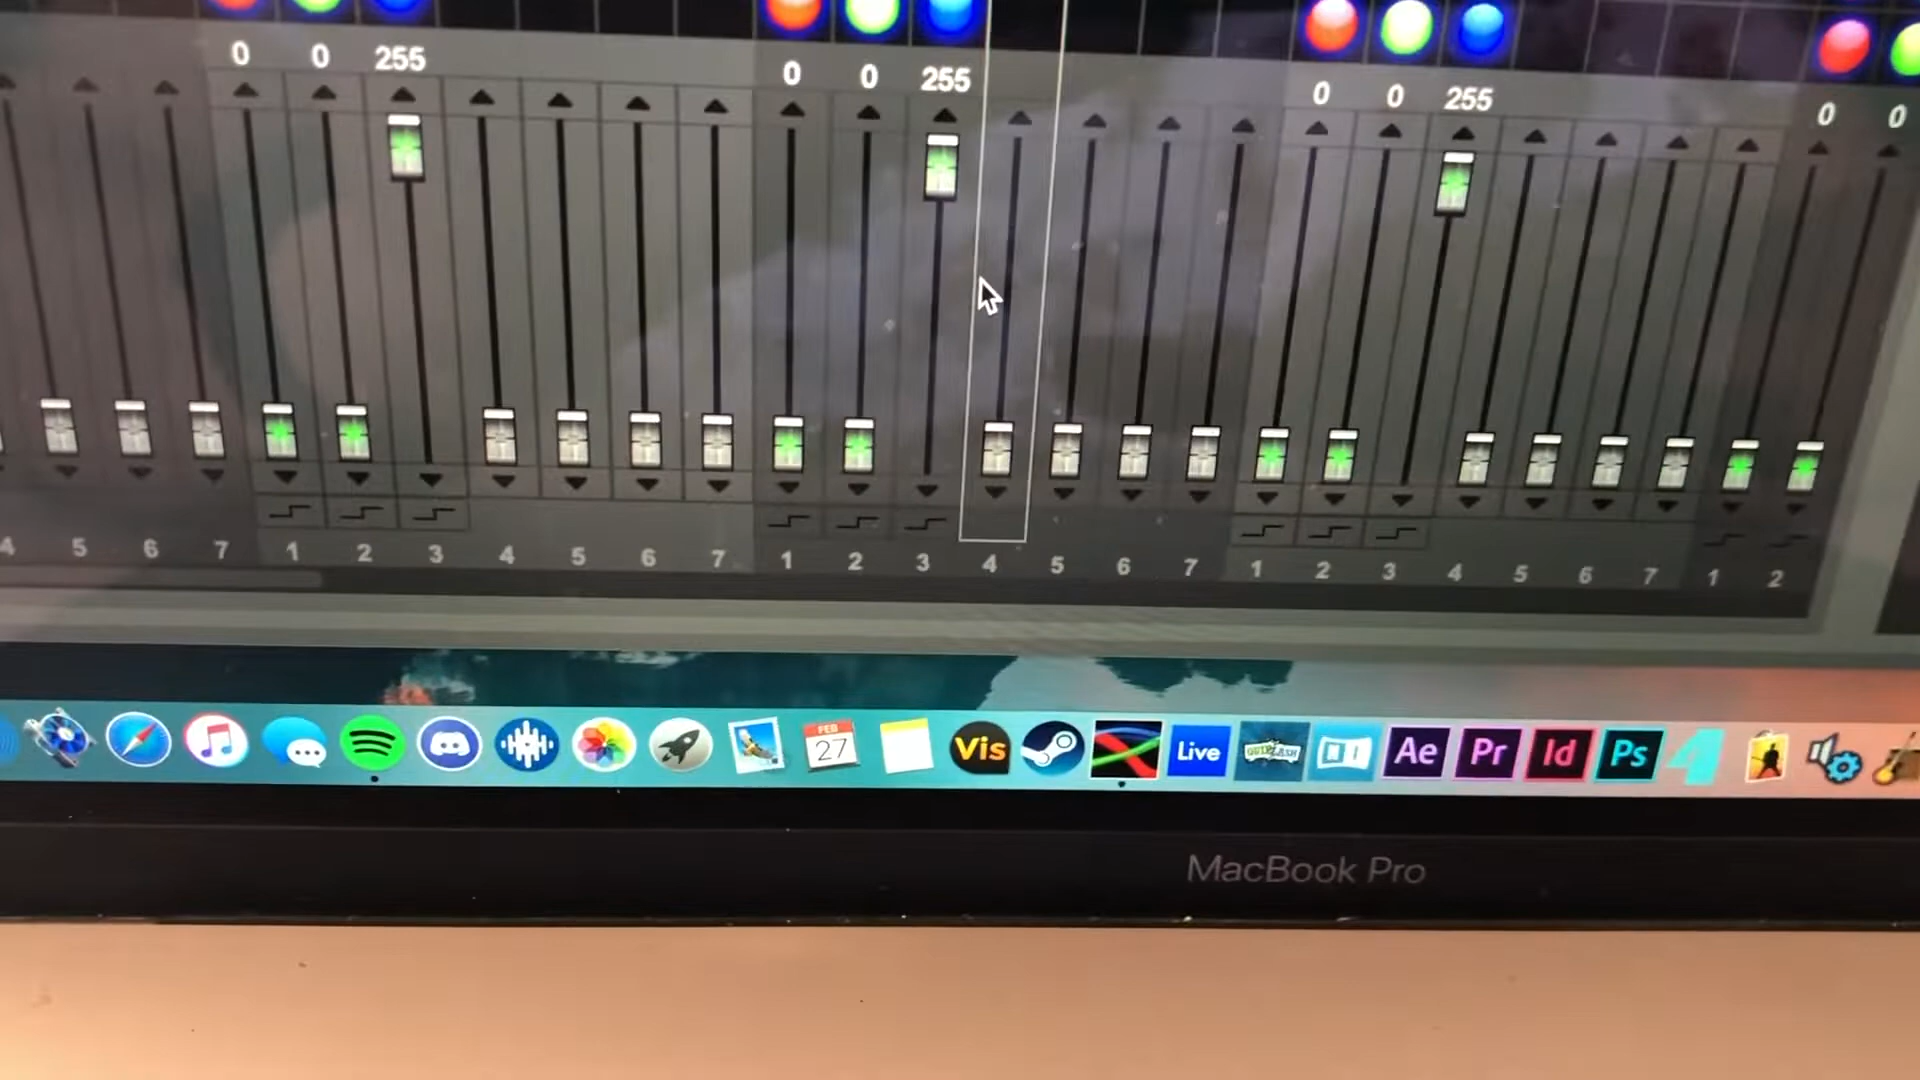 0 0 255 0 0 255 0 0 255 0 0
4 5 6 7 1 2 3 4 5 6 7 1 2 3 4 5 6 7 1 2 3 4 5 6 7 1 2
FEB
27
Vis
Live
QUIPLASH
Ae
Pr
Id
Ps
MacBook Pro